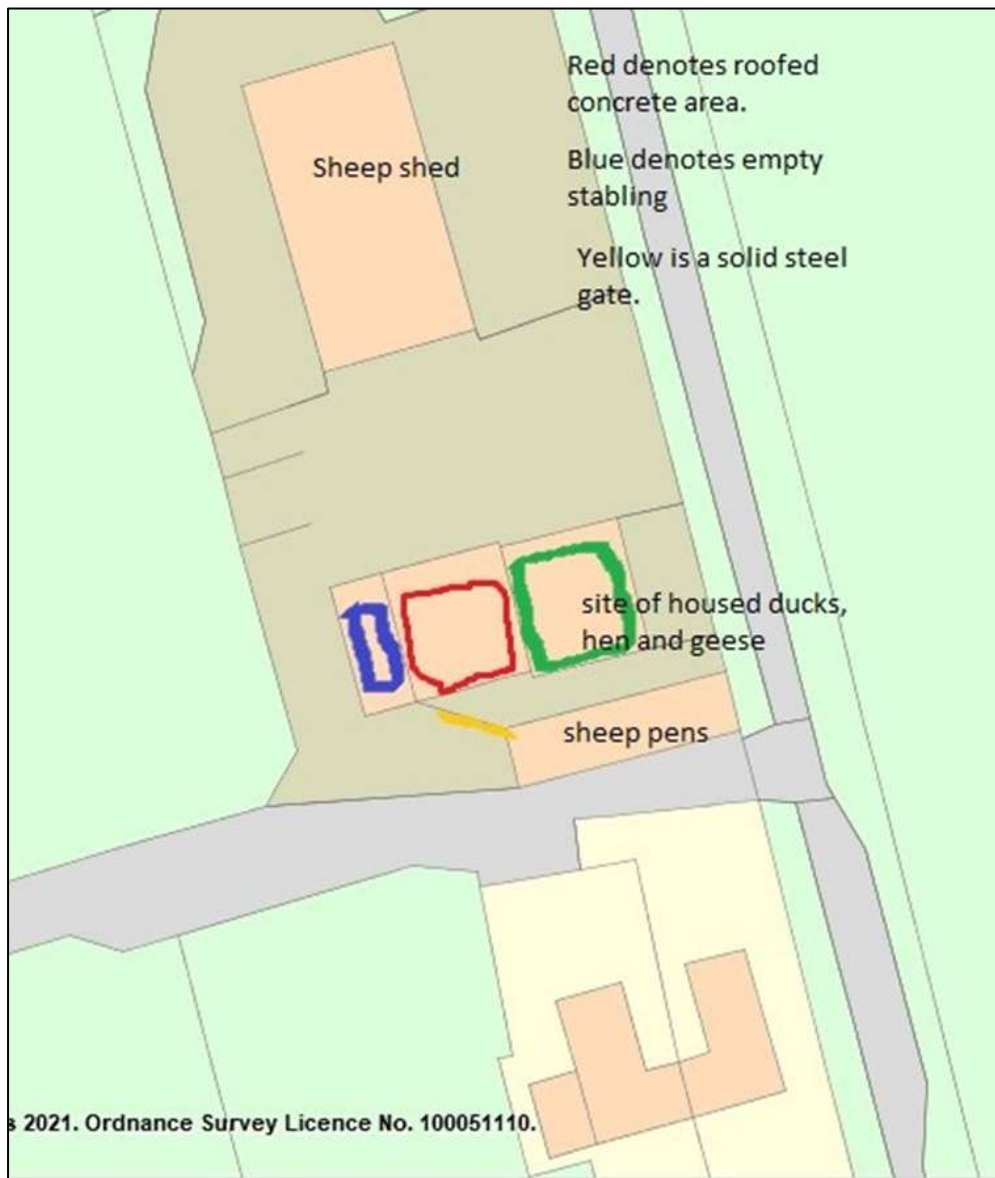 Red denotes roofed
concrete area.
Blue denotes empty
stabling
Yellow is a solid steel
gate.
Sheep shed
site of housed ducks,
hen and geese
sheep pens
s 2021. Ordnance Survey Licence No. 100051110.